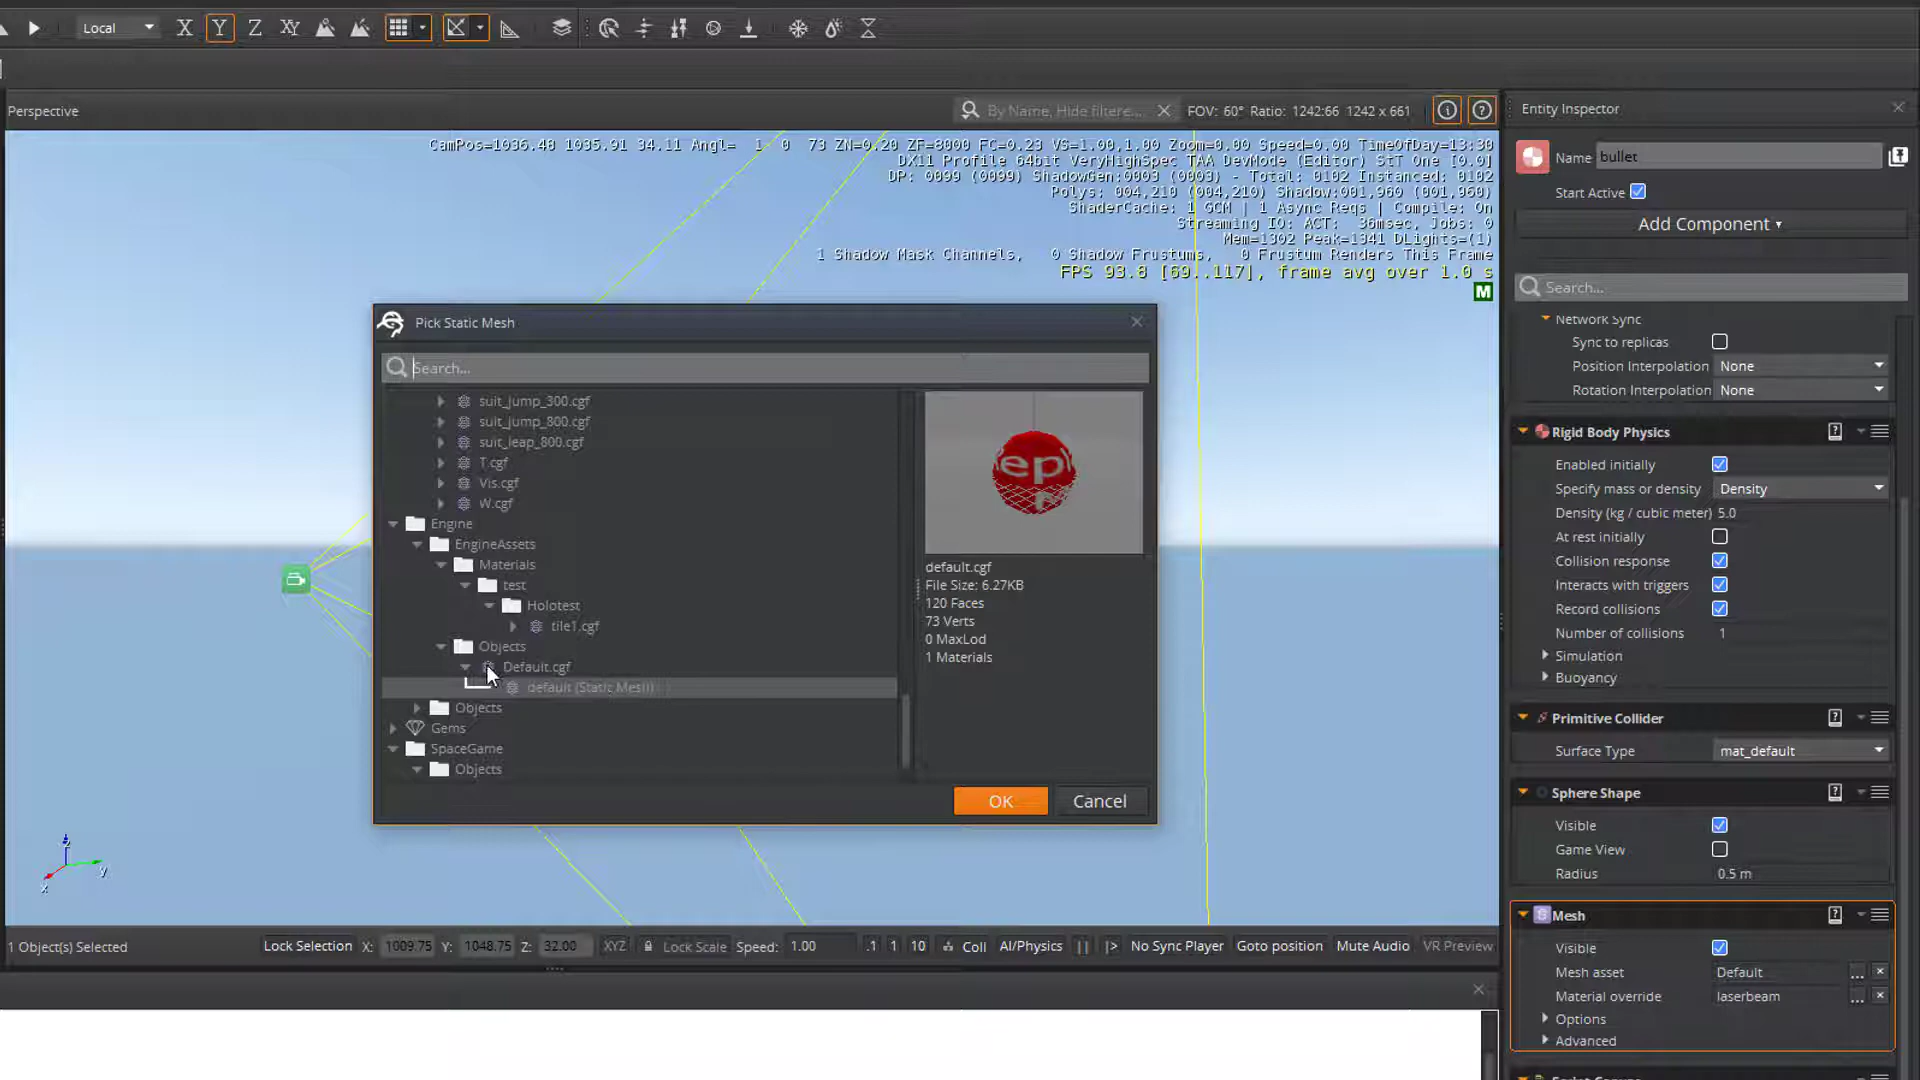 Local
X
Y
Z
XY
Perspective
By Name, Hide filtere...
FOV: 60° Ratio: 1242:66 1242 x 661
CamPos=1036.48 1035.91 34.11 Angl= 1 0 73 ZN=0.20 ZF=8000 FC=0.23 VS=1.00,1.00 Zoom=0.00 Speed=0.00 TimeOfDay=13:30
DX11 Profile 64bit VeryHighSpec TAA DevMode (Editor) StT One [0.0]
DP: 0099 (0099) ShadowGen:0003 (0003) - Total: 0102 Instanced: 0102
Polys: 004,210 (004,210) Shadow:001,960 (001,960)
ShaderCache: 1 GCM | 1 Async Reqs | Compile: On
Streaming IO: ACT: 36msec, Jobs: 0
Mem=1302 Peak=1341 DLights=(1)
1 Shadow Mask Channels, 0 Shadow Frustums, 0 Frustum Renders This Frame
FPS 93.8 [69..117], frame avg over 1.0 s
M
Pick Static Mesh
Search...
suit_jump_300.cgf
suit_jump_800.cgf
suit_leap_800.cgf
T.cgf
Vis.cgf
W.cgf
Engine
EngineAssets
Materials
test
Holotest
tile1.cgf
Objects
Default.cgf
default (Static Mesh)
Objects
Gems
SpaceGame
Objects
default.cgf
File Size: 6.27KB
120 Faces
73 Verts
0 MaxLod
1 Materials
OK
Cancel
x
y
1 Object(s) Selected
Lock Selection
X: 1009.75 Y: 1048.75 Z: 32.00
XYZ
Lock Scale
Speed: 1.00
.1
1
10
Coll
AI/Physics
No Sync Player
Goto position
Mute Audio
VR Preview
Entity Inspector
Name bullet
Start Active
Add Component
Search...
Network Sync
Sync to replicas
Position Interpolation None
Rotation Interpolation None
Rigid Body Physics
Enabled initially
Specify mass or density Density
Density (kg / cubic meter) 5.0
At rest initially
Collision response
Interacts with triggers
Record collisions
Number of collisions 1
Simulation
Buoyancy
Primitive Collider
Surface Type mat_default
Sphere Shape
Visible
Game View
Radius 0.5 m
Mesh
Visible
Mesh asset Default ...
Material override laserbeam ...
Options
Advanced
Script Canvas